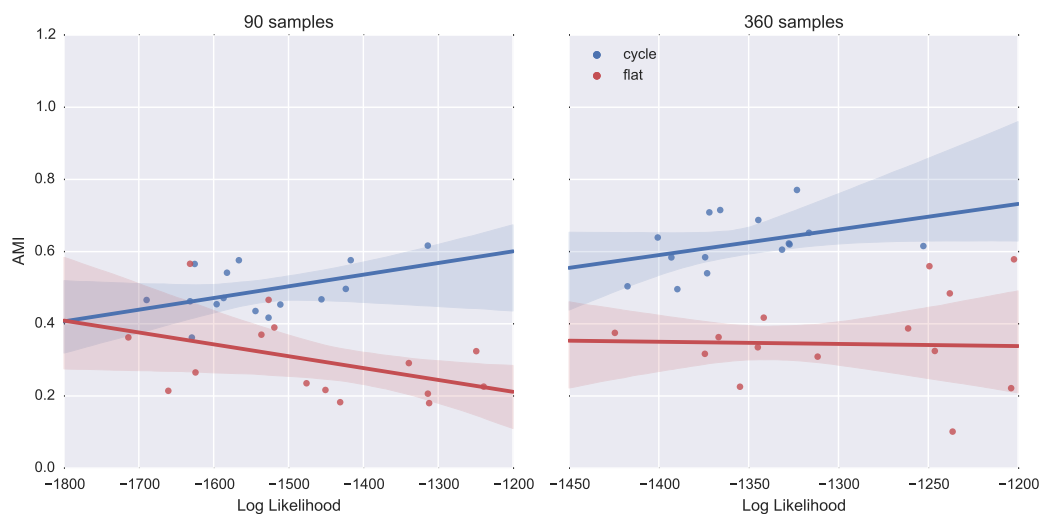 90 samples
360 samples
AMI
1.2
1.0
0.8
0.6
0.4
0.2
0.0
−1800 −1700 −1600 −1500 −1400 −1300 −1200
Log Likelihood
cycle
flat
−1450 −1400 −1350 −1300 −1250 −1200
Log Likelihood